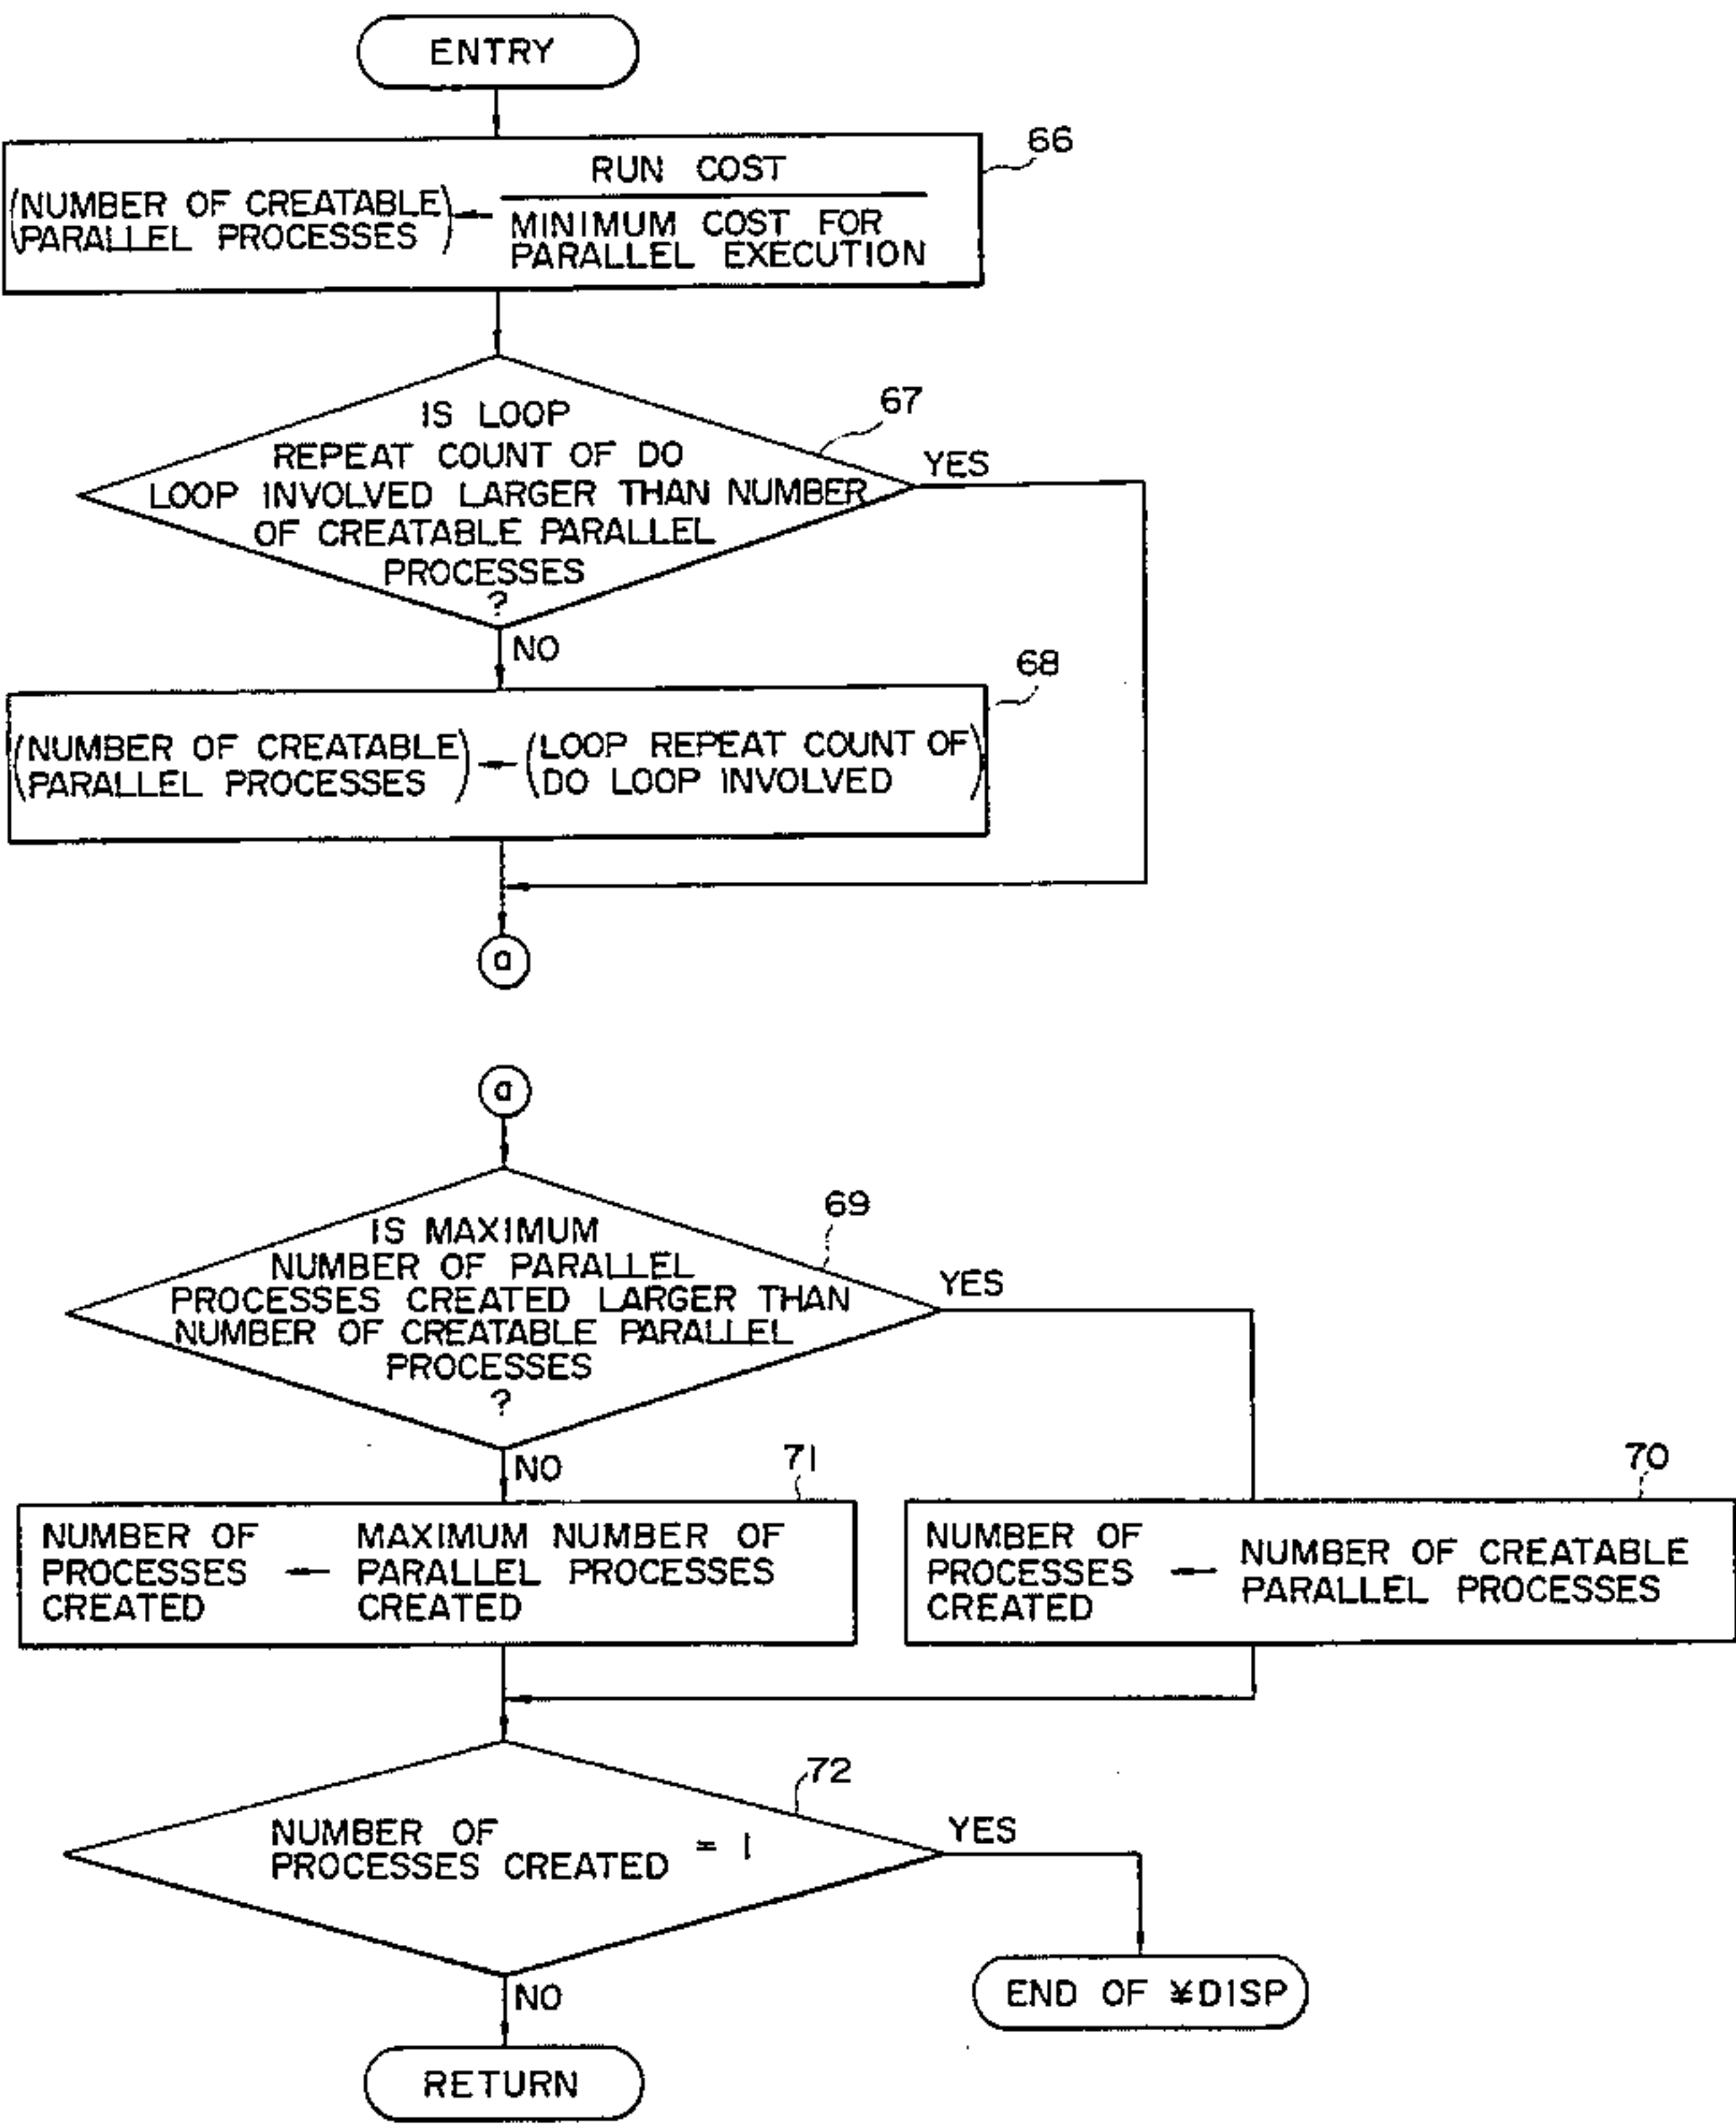 ENTRY
66
RUN COST
(NUMBER OF CREATABLE
PARALLEL PROCESSES) ←
MINIMUM COST FOR
PARALLEL EXECUTION
67
IS LOOP
REPEAT COUNT OF DO
LOOP INVOLVED LARGER THAN NUMBER
OF CREATABLE PARALLEL
PROCESSES
?
YES
NO
68
(NUMBER OF CREATABLE
PARALLEL PROCESSES) ←
(LOOP REPEAT COUNT OF
DO LOOP INVOLVED)
a
a
69
IS MAXIMUM
NUMBER OF PARALLEL
PROCESSES CREATED LARGER THAN
NUMBER OF CREATABLE PARALLEL
PROCESSES
?
YES
NO
71
NUMBER OF
PROCESSES
CREATED
←
MAXIMUM NUMBER OF
PARALLEL PROCESSES
CREATED
70
NUMBER OF
PROCESSES
CREATED
←
NUMBER OF CREATABLE
PARALLEL PROCESSES
72
NUMBER OF
PROCESSES CREATED = 1
YES
NO
END OF ¥DISP
RETURN